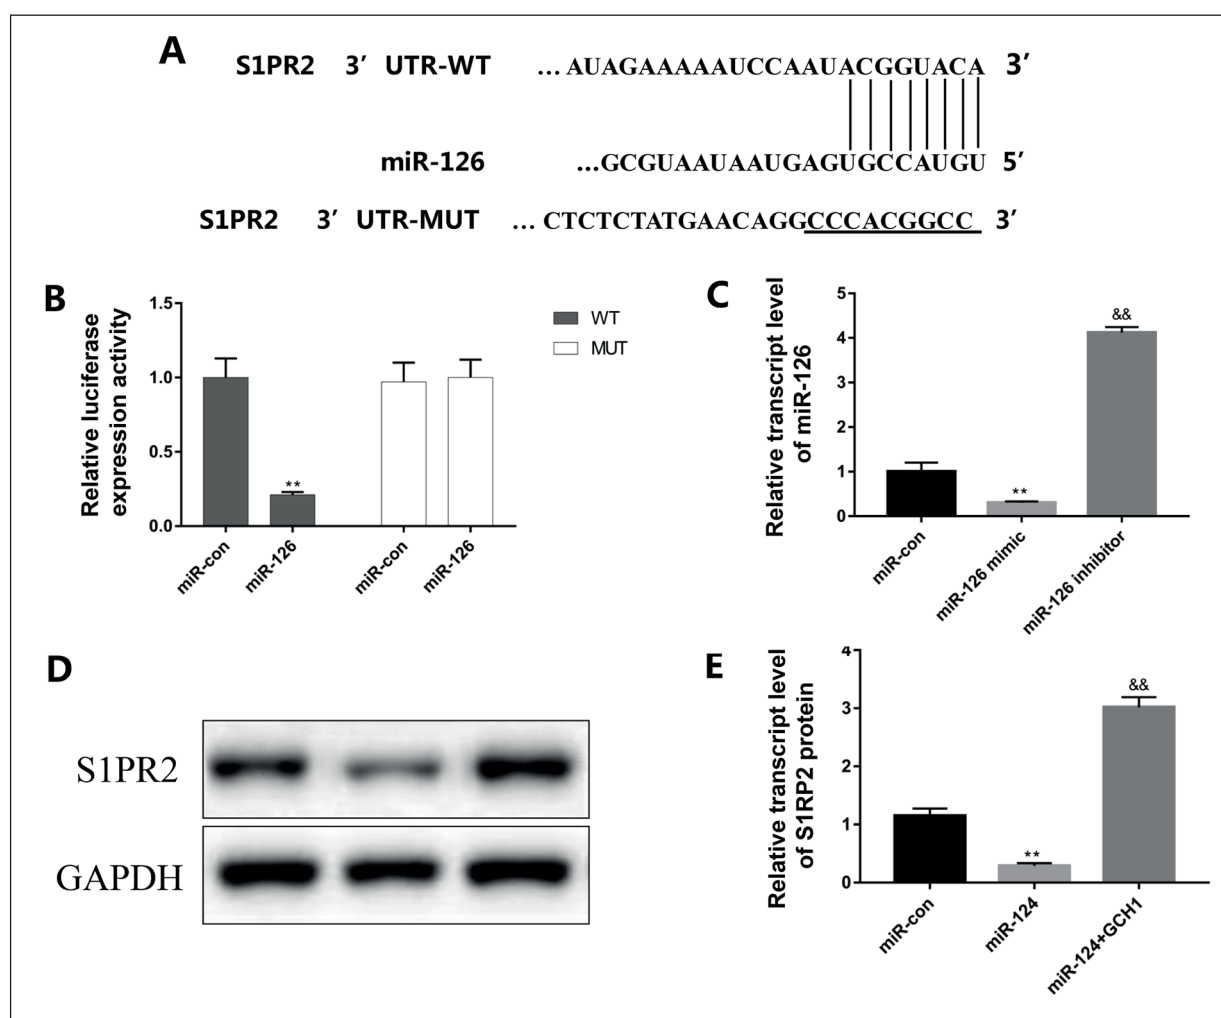 A
S1PR2 3′ UTR-WT ... AUAGAAAAAUCCAAUACGGUACA 3′
miR-126 ...GCGUAAUAAUGAGUGCCAUGU 5′
S1PR2 3′ UTR-MUT ... CTCTCTATGAACAGGCCCACGGCC 3′
B
Relative luciferase
expression activity
1.5
1.0
0.5
0.0
**
miR-con
miR-126
miR-con
miR-126
WT
MUT
C
Relative transcript level
of miR-126
5
4
3
2
1
0
**
&&
miR-con
miR-126 mimic
miR-126 inhibitor
D
S1PR2
GAPDH
E
Relative transcript level
of S1RP2 protein
4
3
2
1
0
**
&&
miR-con
miR-124
miR-124+GCH1